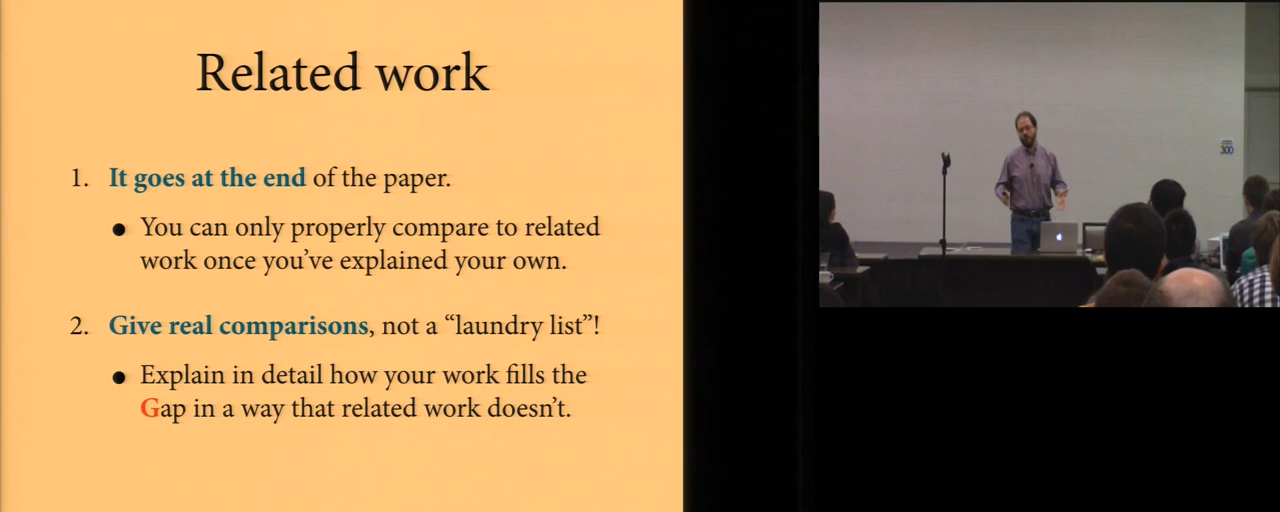 Related work
1. It goes at the end of the paper.
● You can only properly compare to related
work once you’ve explained your own.
2. Give real comparisons, not a “laundry list”!
● Explain in detail how your work fills the
Gap in a way that related work doesn’t.
300